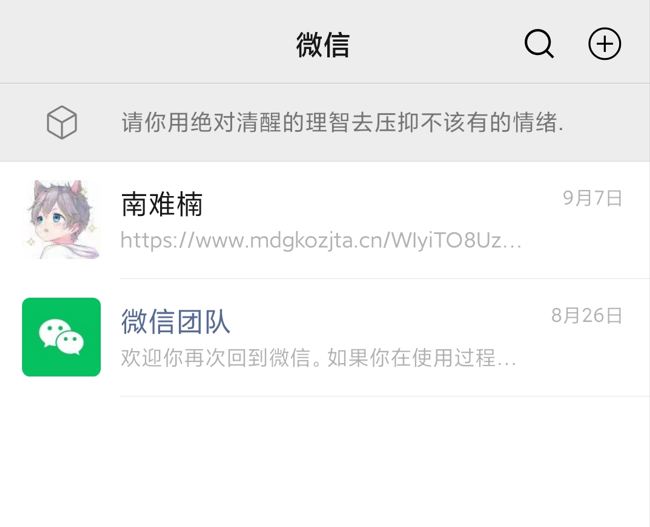 微信
请你用绝对清醒的理智去压抑不该有的情绪.
南难楠
9月7日
https://www.mdgkozjta.cn/WIyiTO8Uz...
微信团队
8月26日
欢迎你再次回到微信。如果你在使用过程...